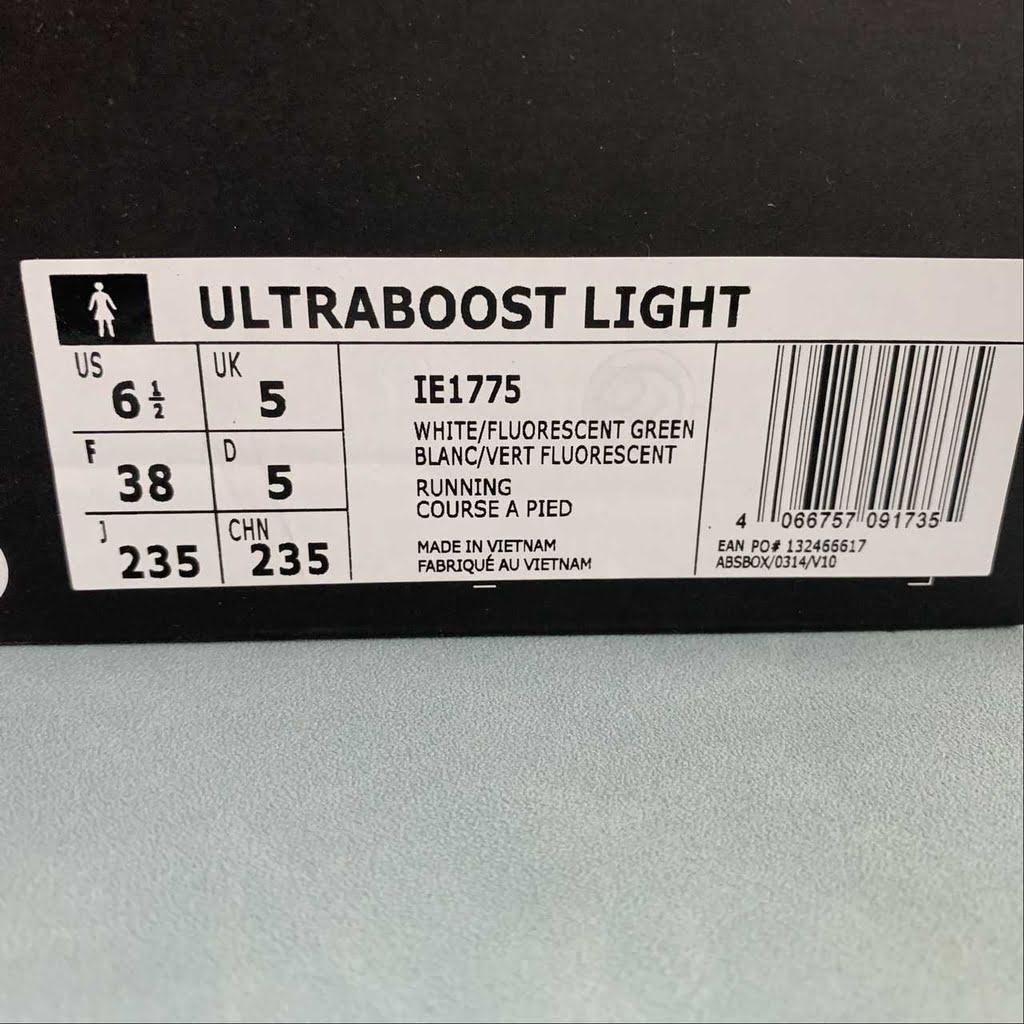 ULTRABOOST LIGHT
US 6 1/2
UK 5
F 38
D 5
J 235
CHN 235
IE1775
WHITE/FLUORESCENT GREEN
BLANC/VERT FLUORESCENT
RUNNING
COURSE A PIED
MADE IN VIETNAM
FABRIQUÉ AU VIETNAM
4 066757 091735
EAN PO# 132466617
ABSBOX/0314/V10